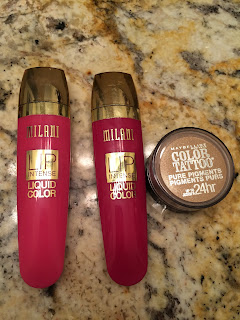 MILANI
LIP
INTENSE
LIQUID
COLOR
MILANI
LIP
INTENSE
LIQUID
COLOR
MAYBELLINE
COLOR
TATTOO
PURE PIGMENTS
PIGMENTS PURS
24hr